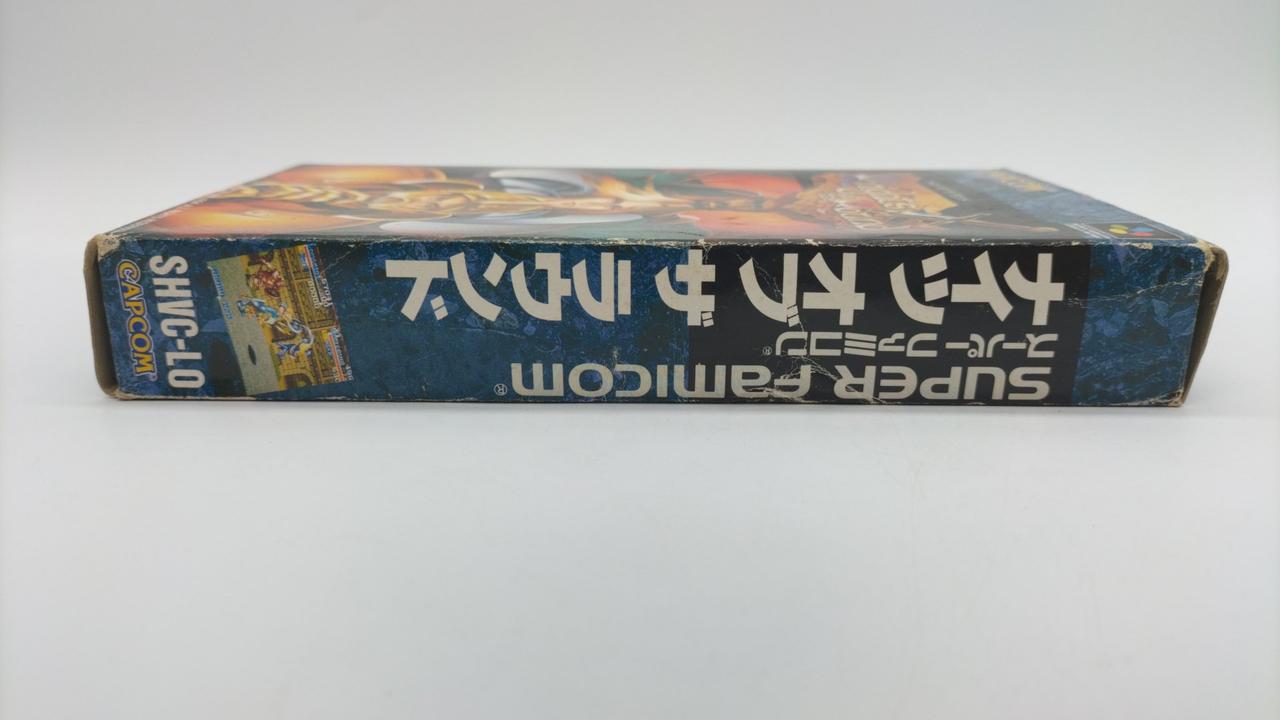 SUPER FAMICOM®
スーパーファミコン®
ナイツ オブ ザ ラウンド
SHVC-LO
CAPCOM®